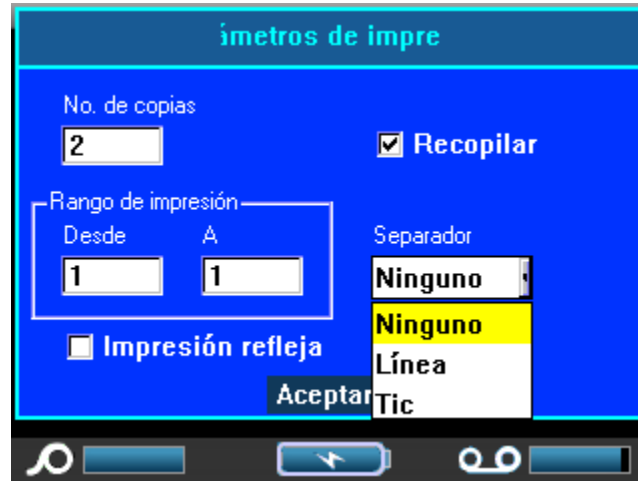 ámetros de impre
No. de copias
2
Recopilar
Rango de impresión
Desde A
Separador
1 1
Ninguno
Ninguno
Impresión refleja
Línea
Aceptar
Tic